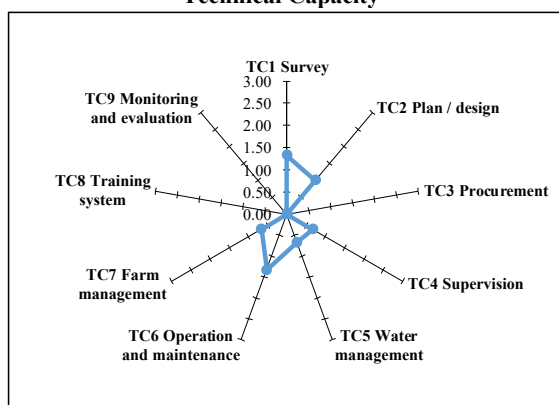 Technical Capacity
TC1 Survey
3.00
2.50
2.00
1.50
1.00
0.50
0.00
TC2 Plan / design
TC3 Procurement
TC4 Supervision
TC5 Water
management
TC6 Operation
and maintenance
TC7 Farm
management
TC8 Training
system
TC9 Monitoring
and evaluation